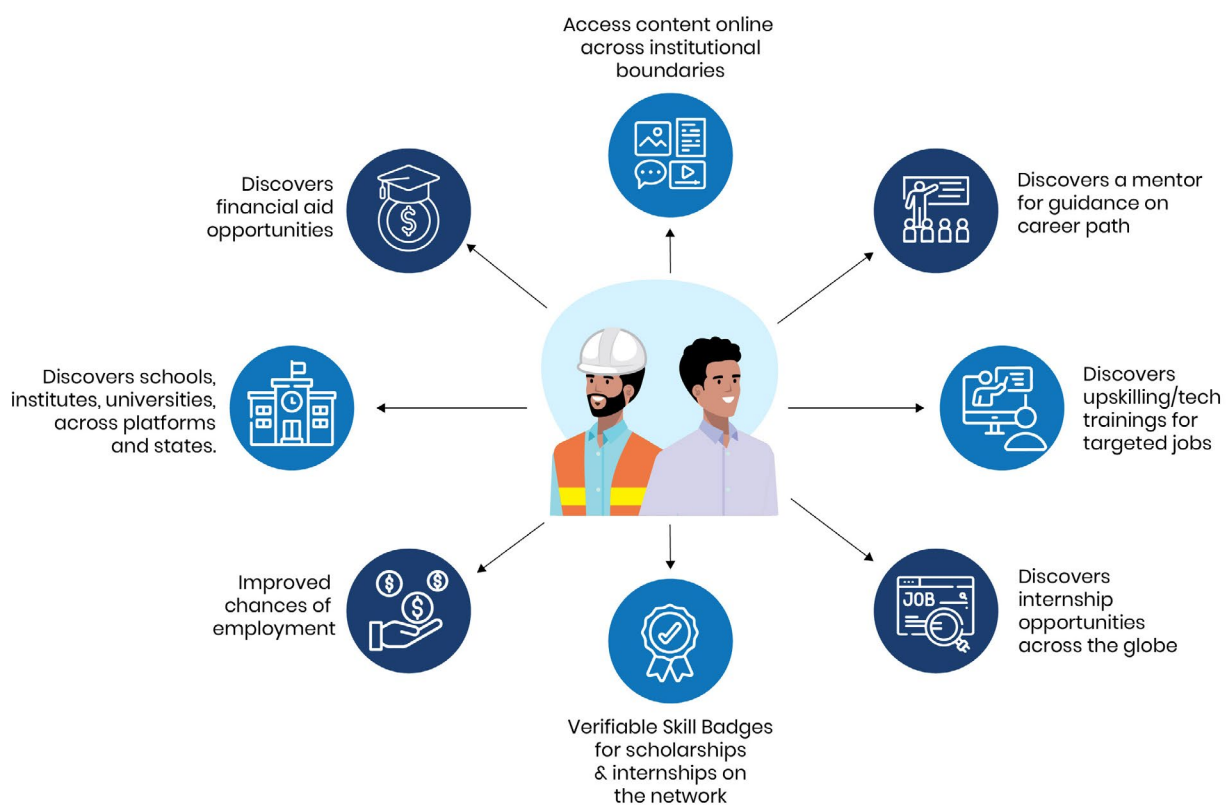 Access content online
across institutional
boundaries
Discovers a mentor
for guidance on
career path
Discovers
upskilling/tech
trainings for
targeted jobs
JOB
Discovers
internship
opportunities
across the globe
Verifiable Skill Badges
for scholarships
& internships on
the network
$
$
$
Improved
chances of
employment
Discovers schools,
institutes, universities,
across platforms
and states.
$
Discovers
financial aid
opportunities